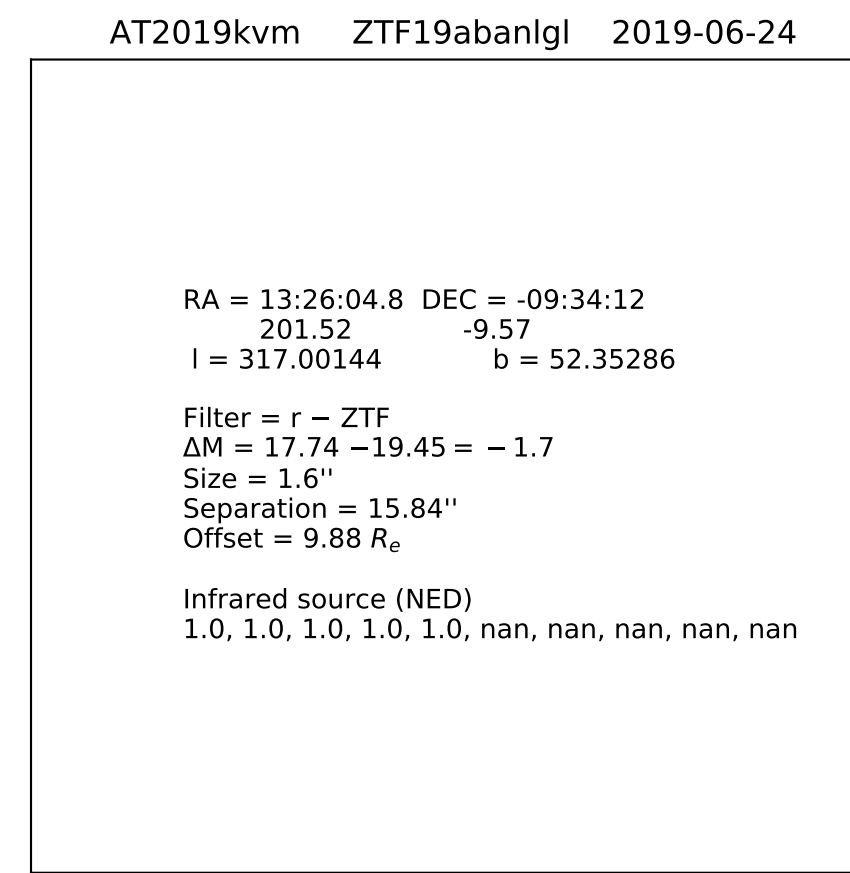 AT2019kvm ZTF19abanlgl 2019-06-24
RA = 13:26:04.8 DEC = -09:34:12
201.52 -9.57
l = 317.00144 b = 52.35286
Filter = r − ZTF
ΔM = 17.74 −19.45 = − 1.7
Size = 1.6''
Separation = 15.84''
Offset = 9.88 Re
Infrared source (NED)
1.0, 1.0, 1.0, 1.0, 1.0, nan, nan, nan, nan, nan